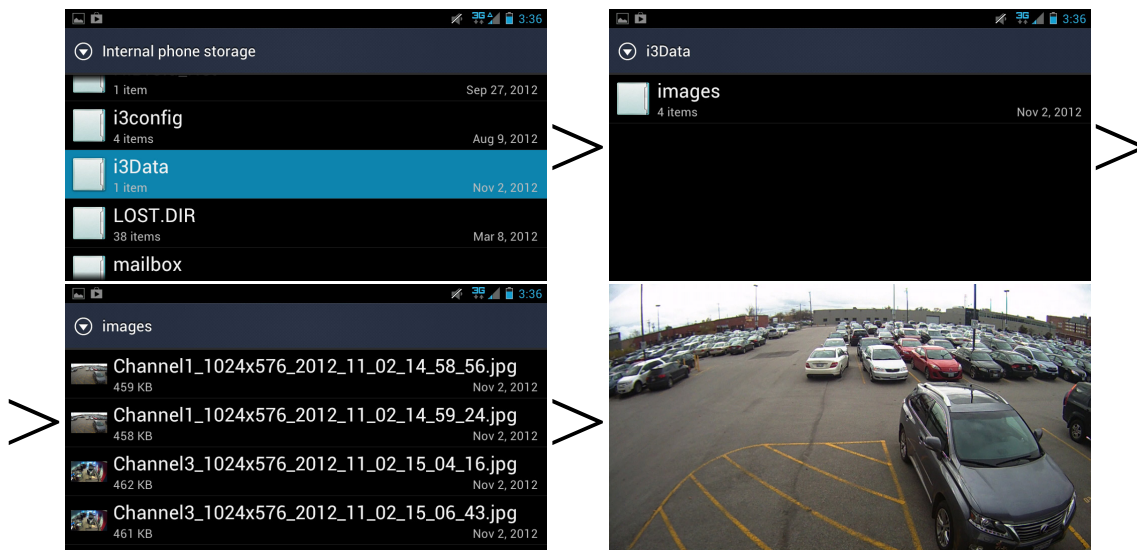 3G 3:36
Internal phone storage
1 item Sep 27, 2012
i3config
4 items Aug 9, 2012
i3Data
1 item Nov 2, 2012
LOST.DIR
38 items Mar 8, 2012
mailbox
>
3G 3:36
i3Data
images
4 items Nov 2, 2012
>
3G 3:36
images
Channel1_1024x576_2012_11_02_14_58_56.jpg
459 KB Nov 2, 2012
Channel1_1024x576_2012_11_02_14_59_24.jpg
458 KB Nov 2, 2012
Channel3_1024x576_2012_11_02_15_04_16.jpg
462 KB Nov 2, 2012
Channel3_1024x576_2012_11_02_15_06_43.jpg
461 KB Nov 2, 2012
>
>